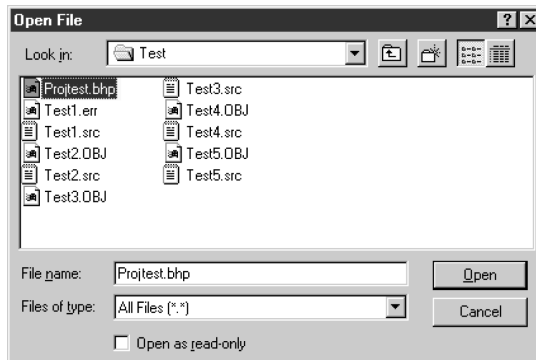 Open File
Look in: Test
Projtest.bhp
Test1.err
Test1.src
Test2.OBJ
Test2.src
Test3.OBJ
Test3.src
Test4.OBJ
Test4.src
Test5.OBJ
Test5.src
File name: Projtest.bhp
Open
Files of type: All Files (*.*)
Cancel
Open as read-only